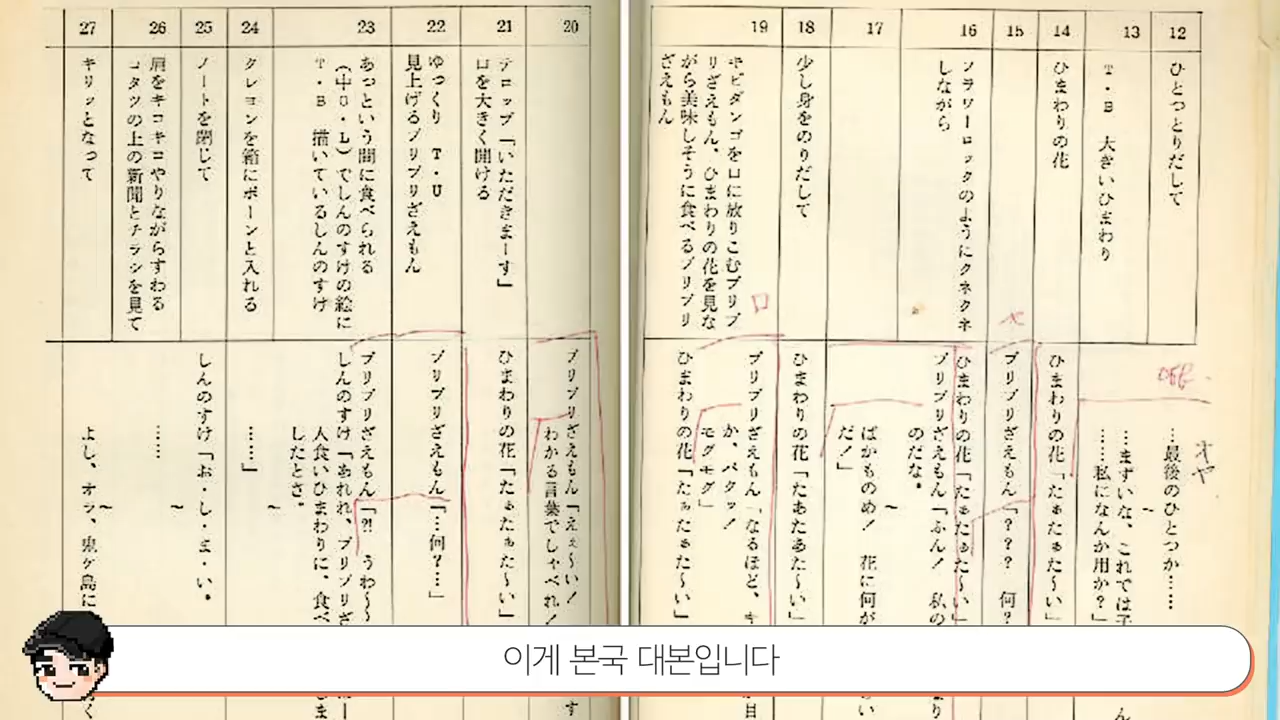 12
ひとつとりだして
…最後のひとつか……
OFF.
オヤ
13
T・B 大きいひまわり
…まずいな、これでは子
……私になんか用か？」
14
ひまわりの花
ひまわりの花「たぁたぁた〜い」
15
ブリブリざえもん「？？？ 何？
16
フラワーロックのようにクネクネ
しながら
ひまわりの花「たぁたぁた〜い」
ブリブリざえもん「ふん！ 私の
のだな。
17
ばかものめ！ 花に何が
だ！」
18
少し身をのりだして
ひまわりの花「たあたあた〜い」
19
キビダンゴを口に放りこむブリブ
リざえもん、ひまわりの花を見な
がら美味しそうに食べるブリブリ
ざえもん
ブリブリざえもん「なるほど、キ
か、パクッ！
モグモグ」
ひまわりの花「たぁたぁた〜い」
20
ブリブリざえもん「えぇ〜い！
わかる言葉でしゃべれ！
21
テロップ「いただきまーす」
口を大きく開ける
ひまわりの花「たぁたぁた〜い」
22
ゆっくり T・U
見上げるブリブリざえもん
ブリブリざえもん「…何？…」
23
あっという間に食べられる
（中O・L）でしんのすけの絵に
T・B 描いているしんのすけ
ブリブリざえもん「?! うわ〜〜
しんのすけ「あれれ、ブリブリざ
人食いひまわりに、食べ
したとさ。
24
クレヨンを箱にポーンと入れる
……」
25
ノートを閉じて
しんのすけ「お・し・ま・い。
26
肩をキコキコやりながらすわる
コタツの上の新聞とチラシを見て
……
27
キリッとなって
よし、オラ、鬼ケ島に
이게 본국 대본입니다